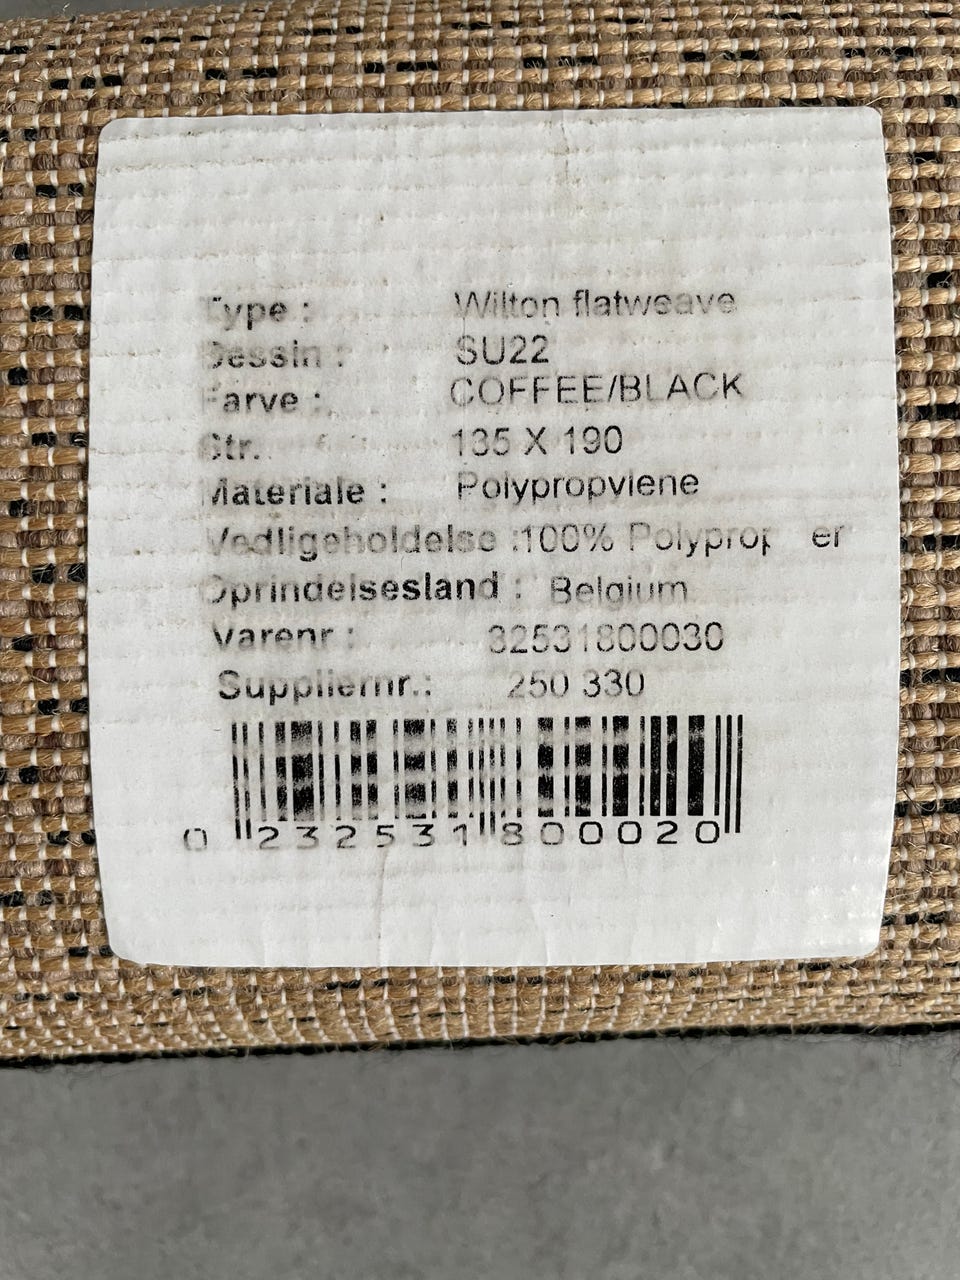 Type : Wilton flatweave
Dessin : SU22
Farve : COFFEE/BLACK
Str. 135 X 190
Materiale : Polypropylene
Vedligeholdelse :100%
Oprindelsesland : Belgium
Varenr : 32531800030
Suppliernr.: 250 330
0 232531 800020